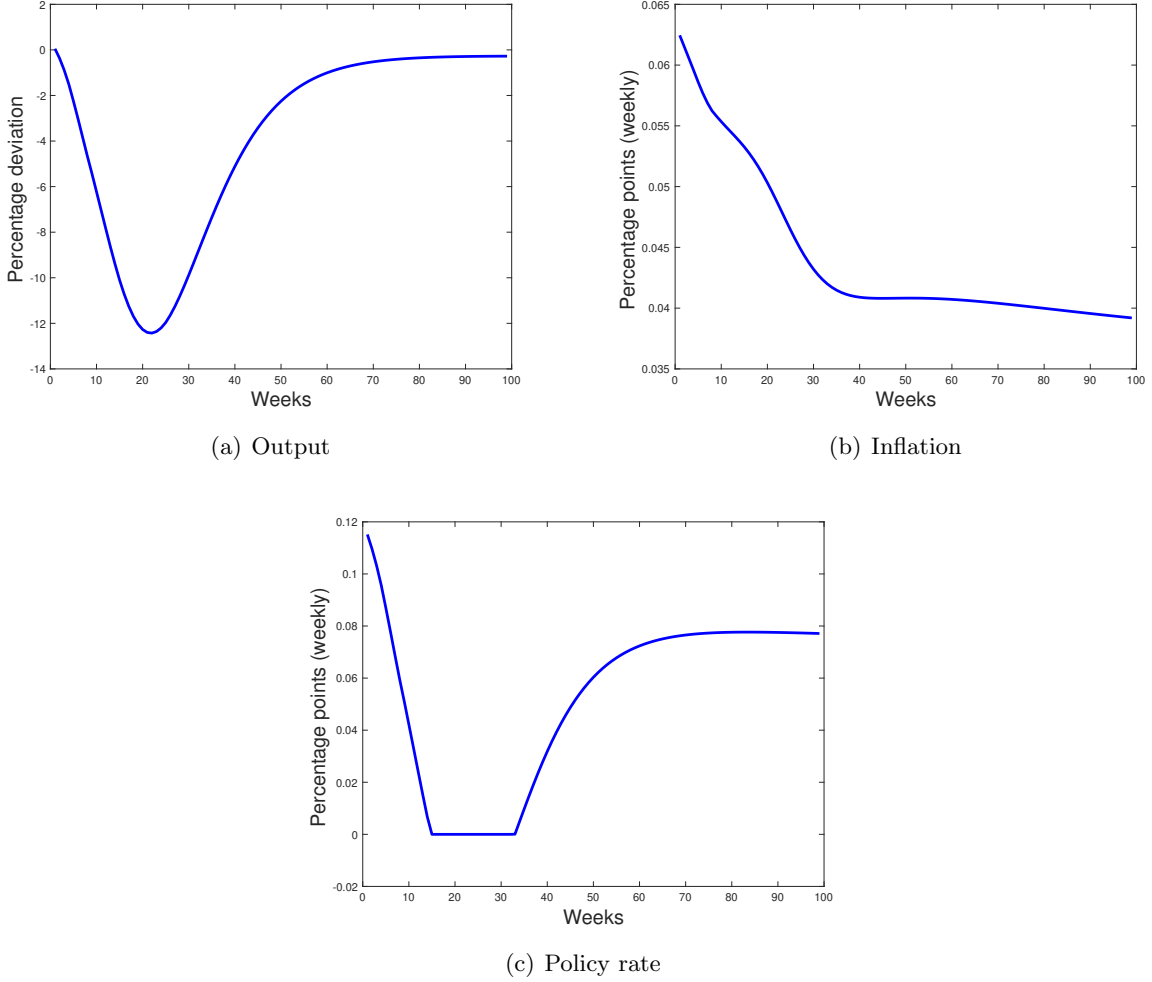 2
0
-2
-4
-6
-8
-10
-12
-14
Percentage deviation
0 10 20 30 40 50 60 70 80 90 100
Weeks
(a) Output
0.065
0.06
0.055
0.05
0.045
0.04
0.035
Percentage points (weekly)
0 10 20 30 40 50 60 70 80 90 100
Weeks
(b) Inflation
0.12
0.1
0.08
0.06
0.04
0.02
0
-0.02
Percentage points (weekly)
0 10 20 30 40 50 60 70 80 90 100
Weeks
(c) Policy rate